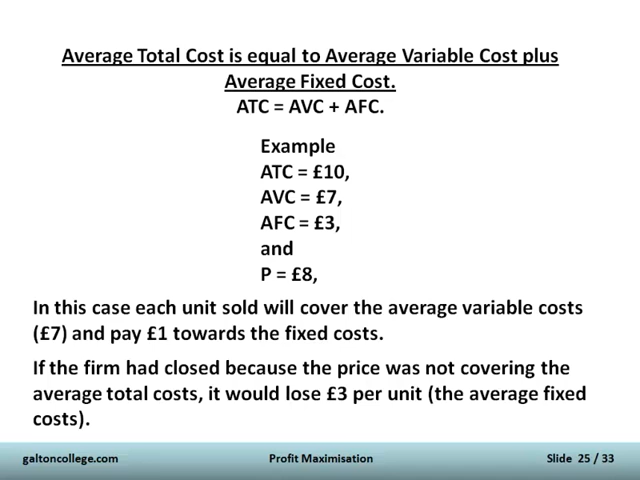 Average Total Cost is equal to Average Variable Cost plus
Average Fixed Cost.
ATC = AVC + AFC.
Example
ATC = £10,
AVC = £7,
AFC = £3,
and
P = £8,
In this case each unit sold will cover the average variable costs
(£7) and pay £1 towards the fixed costs.
If the firm had closed because the price was not covering the
average total costs, it would lose £3 per unit (the average fixed
costs).
galtoncollege.com Profit Maximisation Slide 25 / 33